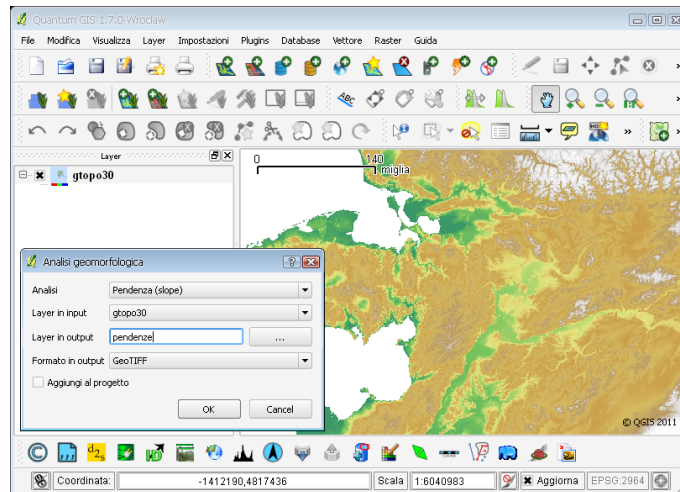 Quantum GIS 1.7.0-Wroclaw
File Modifica Visualizza Layer Impostazioni Plugins Database Vettore Raster Guida
ABC
Layer
gtopo30
0 140
miglia
Analisi geomorfologica
Analisi Pendenza (slope)
Layer in input gtopo30
Layer in output pendenze ...
Formato in output GeoTIFF
Aggiungi al progetto
OK Cancel
© QGIS 2011
Coordinata: -1412190,4817436 Scala 1:6040983 Aggiorna EPSG:2964